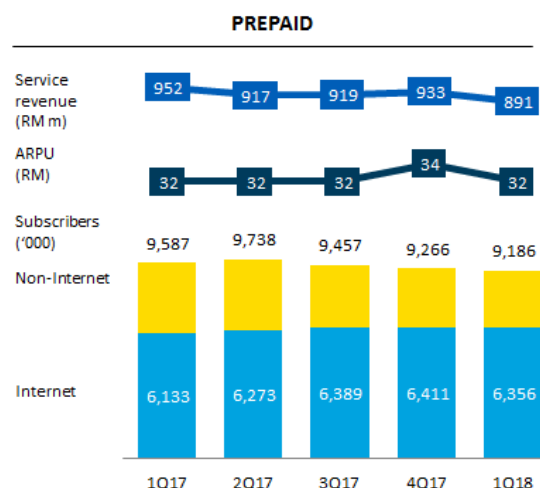 PREPAID
Service
revenue
(RM m)
952 917 919 933 891
ARPU
(RM)
32 32 32 34 32
Subscribers
('000)
9,587 9,738 9,457 9,266 9,186
Non-Internet
Internet
6,133 6,273 6,389 6,411 6,356
1Q17 2Q17 3Q17 4Q17 1Q18